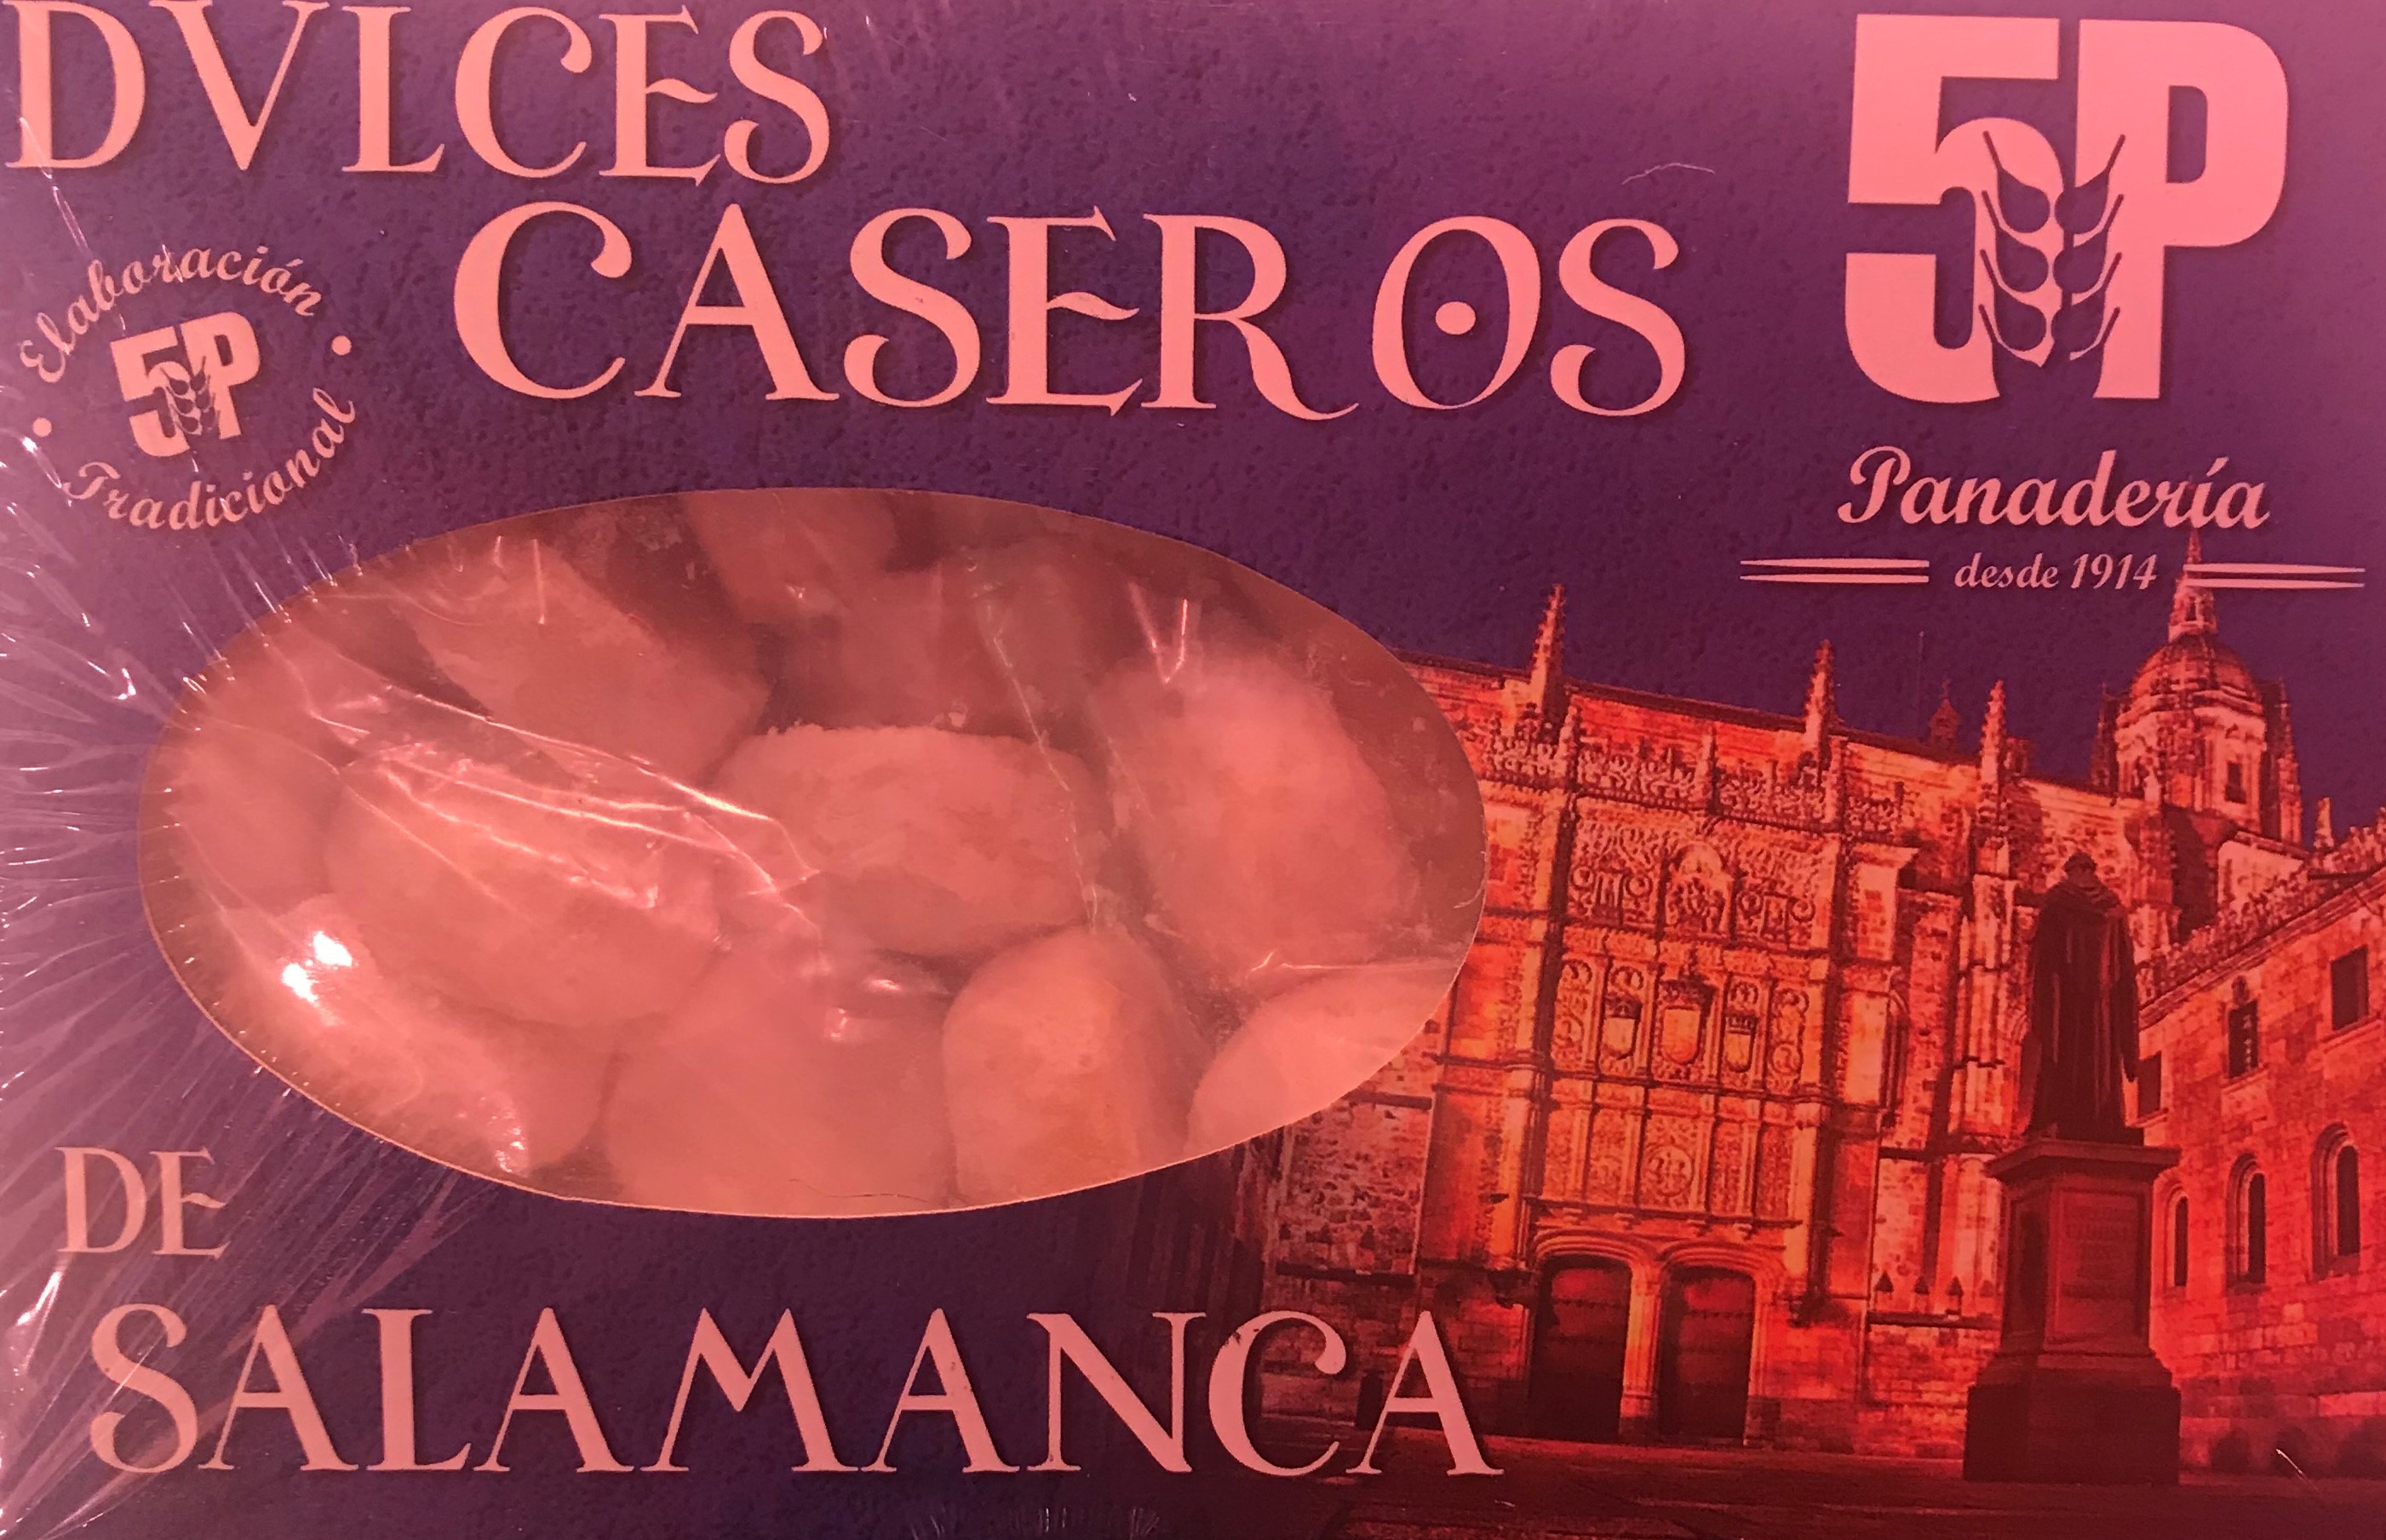 DVLCES
CASEROS
5P
Panadería
desde 1914
Elaboración
5P
Tradicional
DE
SALAMANCA